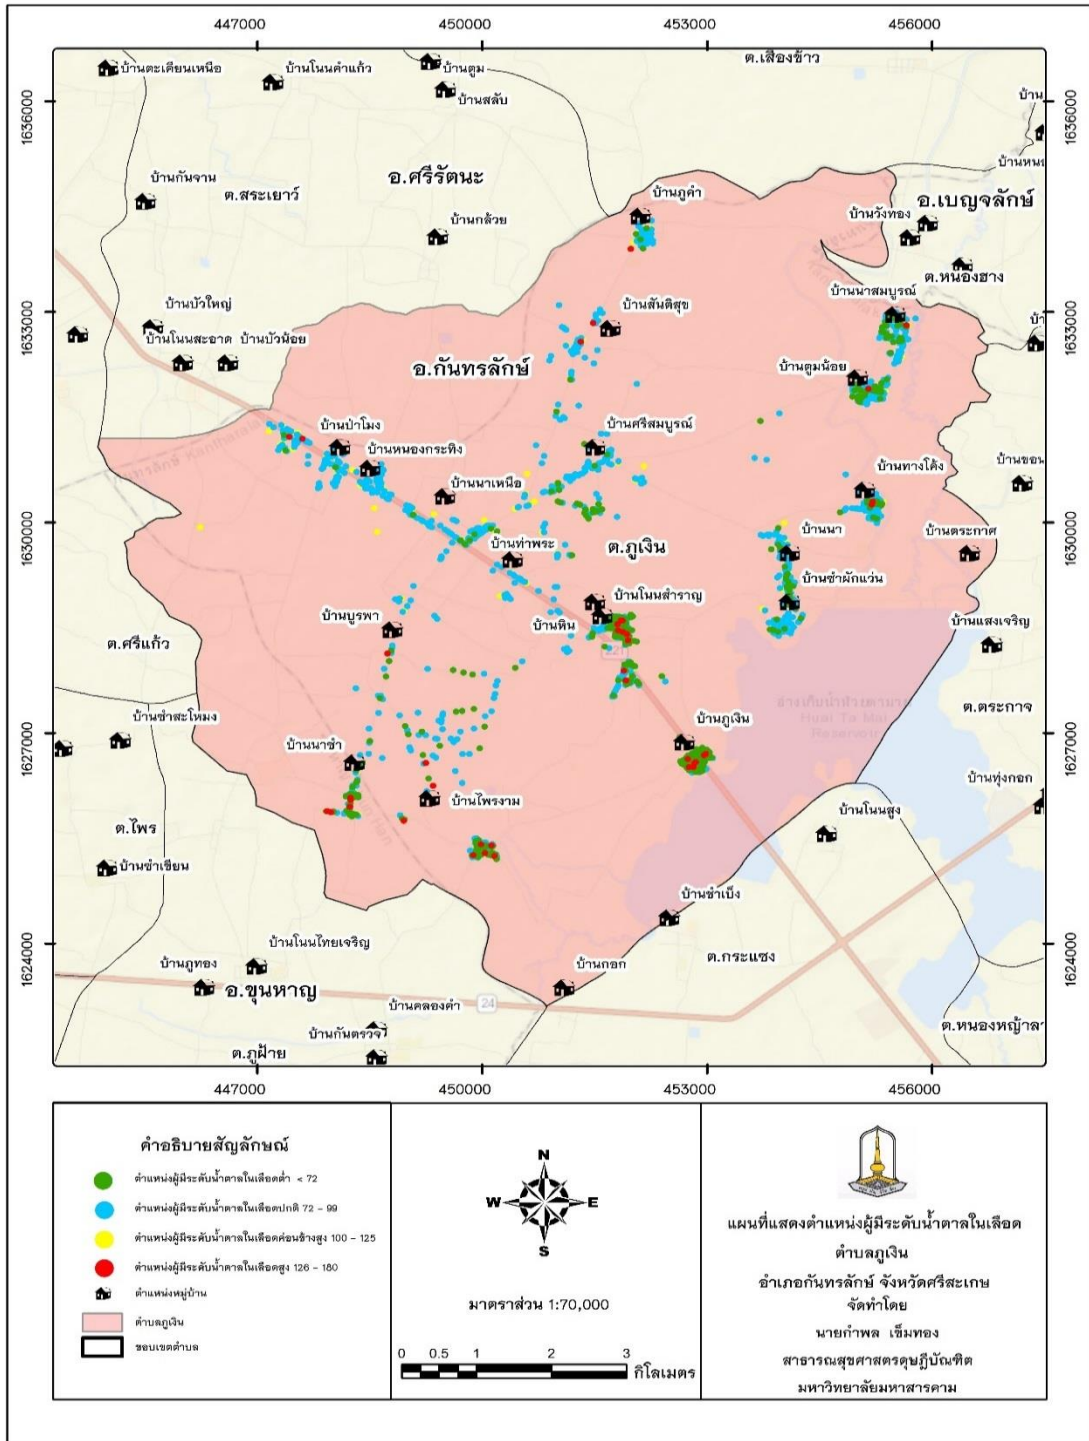 447000 450000 453000 456000
ต.เสืองข้าว
บ้านตะเคียนเหนือ
บ้านโนนคำแก้ว
บ้านตูม
บ้านสลับ
1636000
1636000
บ้านกันจาน
ต.สระเยาว์
อ.ศรีรัตนะ
บ้านกล้วย
บ้านภูคำ
บ้านวังทอง
อ.เบญจลักษ์
ต.หนองฮาง
บ้านนาสมบูรณ์
1633000
1633000
บ้านบัวใหญ่
บ้านโนนสะอาด
บ้านบัวน้อย
บ้านสันติสุข
อ.กันทรลักษ์
บ้านตูมน้อย
บ้านป่าโมง
บ้านศรีสมบูรณ์
บ้านหนองกระทิง
บ้านทางโค้ง
บ้านนาเหนือ
1630000
1630000
บ้านนา
บ้านตระกาศ
บ้านท่าพระ
ต.ภูเงิน
บ้านโนนสำราญ
บ้านซำผักแว่น
บ้านบูรพา
บ้านหิน
บ้านแสงเจริญ
ต.ศรีแก้ว
221
อ่างเก็บน้ำห้วยตามาย
Huai Ta Mai
Reservoir
ต.ตระกาจ
บ้านซำสะโหมง
บ้านภูเงิน
1627000
1627000
บ้านนาซำ
บ้านทุ่งกอก
บ้านไพรงาม
บ้านโนนสูง
ต.ไพร
บ้านซำเขียน
บ้านซำเบ็ง
1624000
1624000
บ้านโนนไทยเจริญ
บ้านภูทอง
บ้านกอก
ต.กระแชง
อ.ขุนหาญ
24
บ้านคลองคำ
บ้านกันตรวจ
ต.ภูฝ้าย
447000 450000 453000 456000
คำอธิบายสัญลักษณ์
ตำแหน่งผู้มีระดับน้ำตาลในเลือดต่ำ < 72
ตำแหน่งผู้มีระดับน้ำตาลในเลือดปกติ 72 - 99
ตำแหน่งผู้มีระดับน้ำตาลในเลือดค่อนข้างสูง 100 - 125
ตำแหน่งผู้มีระดับน้ำตาลในเลือดสูง 126 - 180
ตำแหน่งหมู่บ้าน
ตำบลภูเงิน
ขอบเขตตำบล
N
W E
S
มาตราส่วน 1:70,000
0 0.5 1 2 3
กิโลเมตร
แผนที่แสดงตำแหน่งผู้มีระดับน้ำตาลในเลือด
ตำบลภูเงิน
อำเภอกันทรลักษ์ จังหวัดศรีสะเกษ
จัดทำโดย
นายกำพล เข็มทอง
สาธารณสุขศาสตรดุษฎีบัณฑิต
มหาวิทยาลัยมหาสารคาม